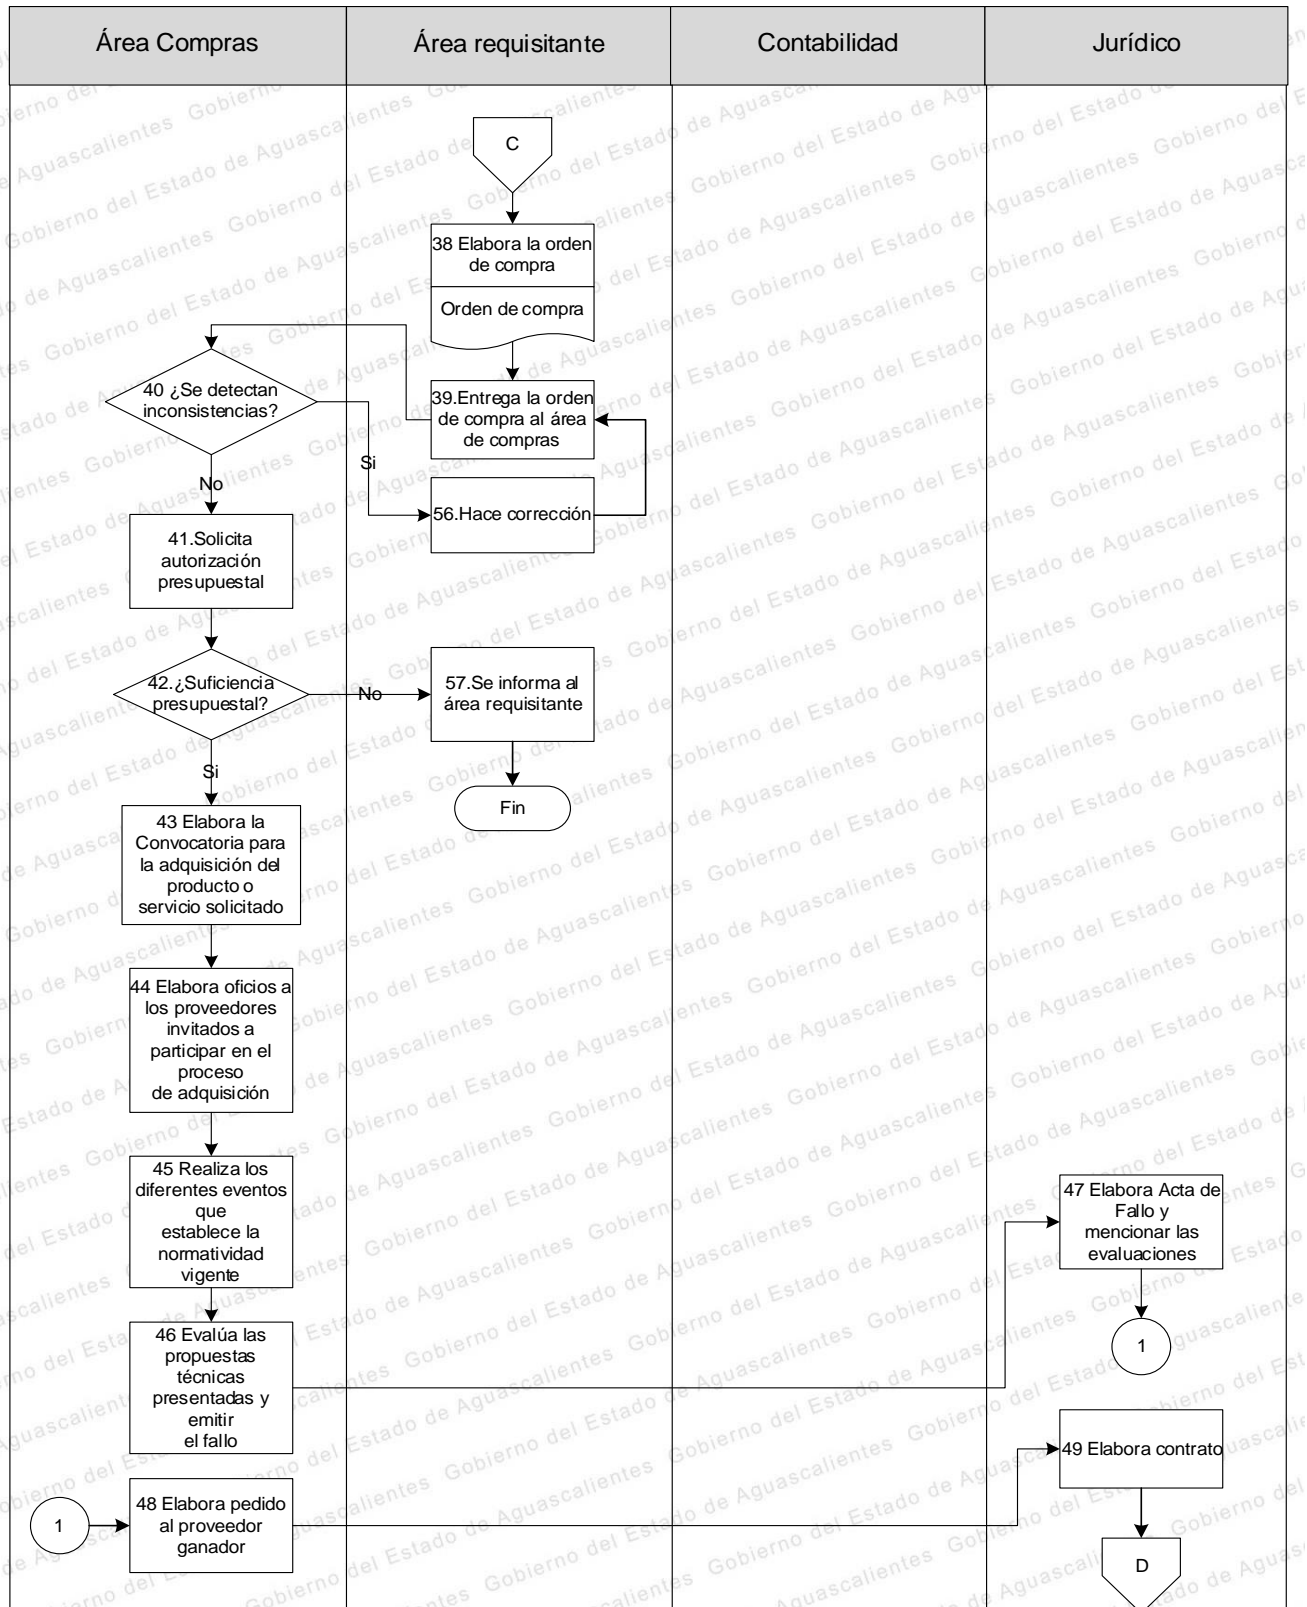 Área Compras
Área requisitante
Contabilidad
Jurídico
C
38 Elabora la orden
de compra
Orden de compra
40 ¿Se detectan
inconsistencias?
39.Entrega la orden
de compra al área
de compras
Si
No
56.Hace corrección
41.Solicita
autorización
presupuestal
42.¿Suficiencia
presupuestal?
No
57.Se informa al
área requisitante
Si
Fin
43 Elabora la
Convocatoria para
la adquisición del
producto o
servicio solicitado
44 Elabora oficios a
los proveedores
invitados a
participar en el
proceso
de adquisición
45 Realiza los
diferentes eventos
que
establece la
normatividad
vigente
46 Evalúa las
propuestas
técnicas
presentadas y
emitir
el fallo
47 Elabora Acta de
Fallo y
mencionar las
evaluaciones
1
1
48 Elabora pedido
al proveedor
ganador
49 Elabora contrato
D
Gobierno del Estado de Aguascalientes